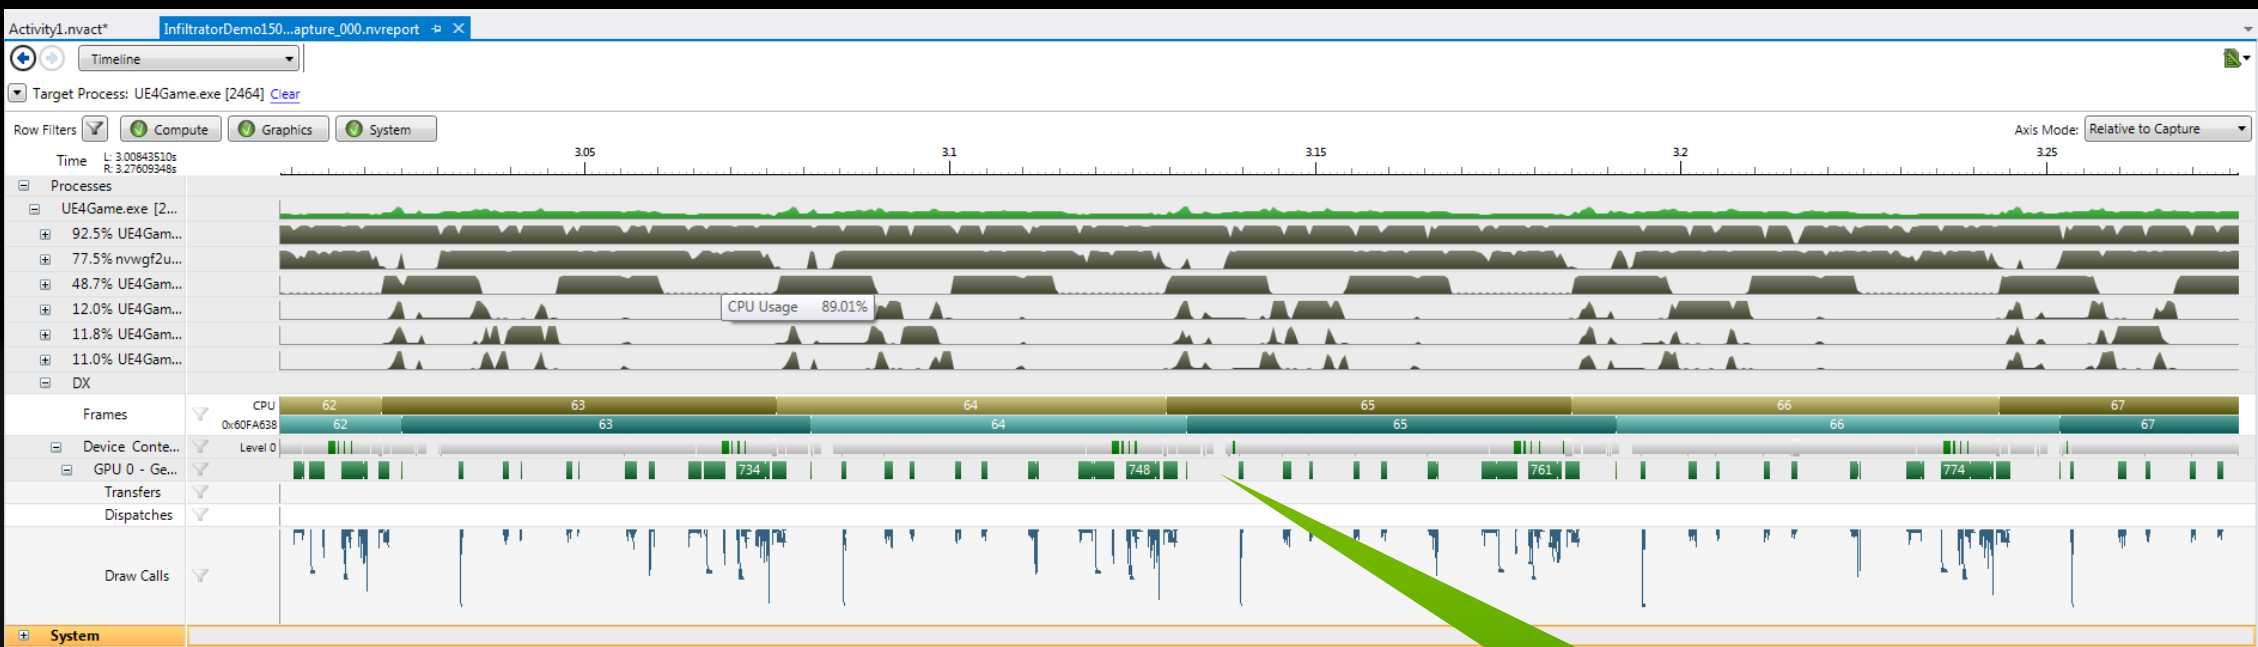 Activity1.nvact* InfiltratorDemo150...apture_000.nvreport
Timeline
Target Process: UE4Game.exe [2464] Clear
Row Filters Compute Graphics System Axis Mode: Relative to Capture
Time L: 3.00843510s 3.05 3.1 3.15 3.2 3.25
R: 3.27609348s
Processes
UE4Game.exe [2...
92.5% UE4Gam...
77.5% nvwgf2u...
48.7% UE4Gam...
12.0% UE4Gam... CPU Usage 89.01%
11.8% UE4Gam...
11.0% UE4Gam...
DX
Frames CPU 62 63 64 65 66 67
0x60FA638 62 63 64 65 66 67
Device Conte... Level 0
GPU 0 - Ge... 734 748 761 774
Transfers
Dispatches
Draw Calls
System